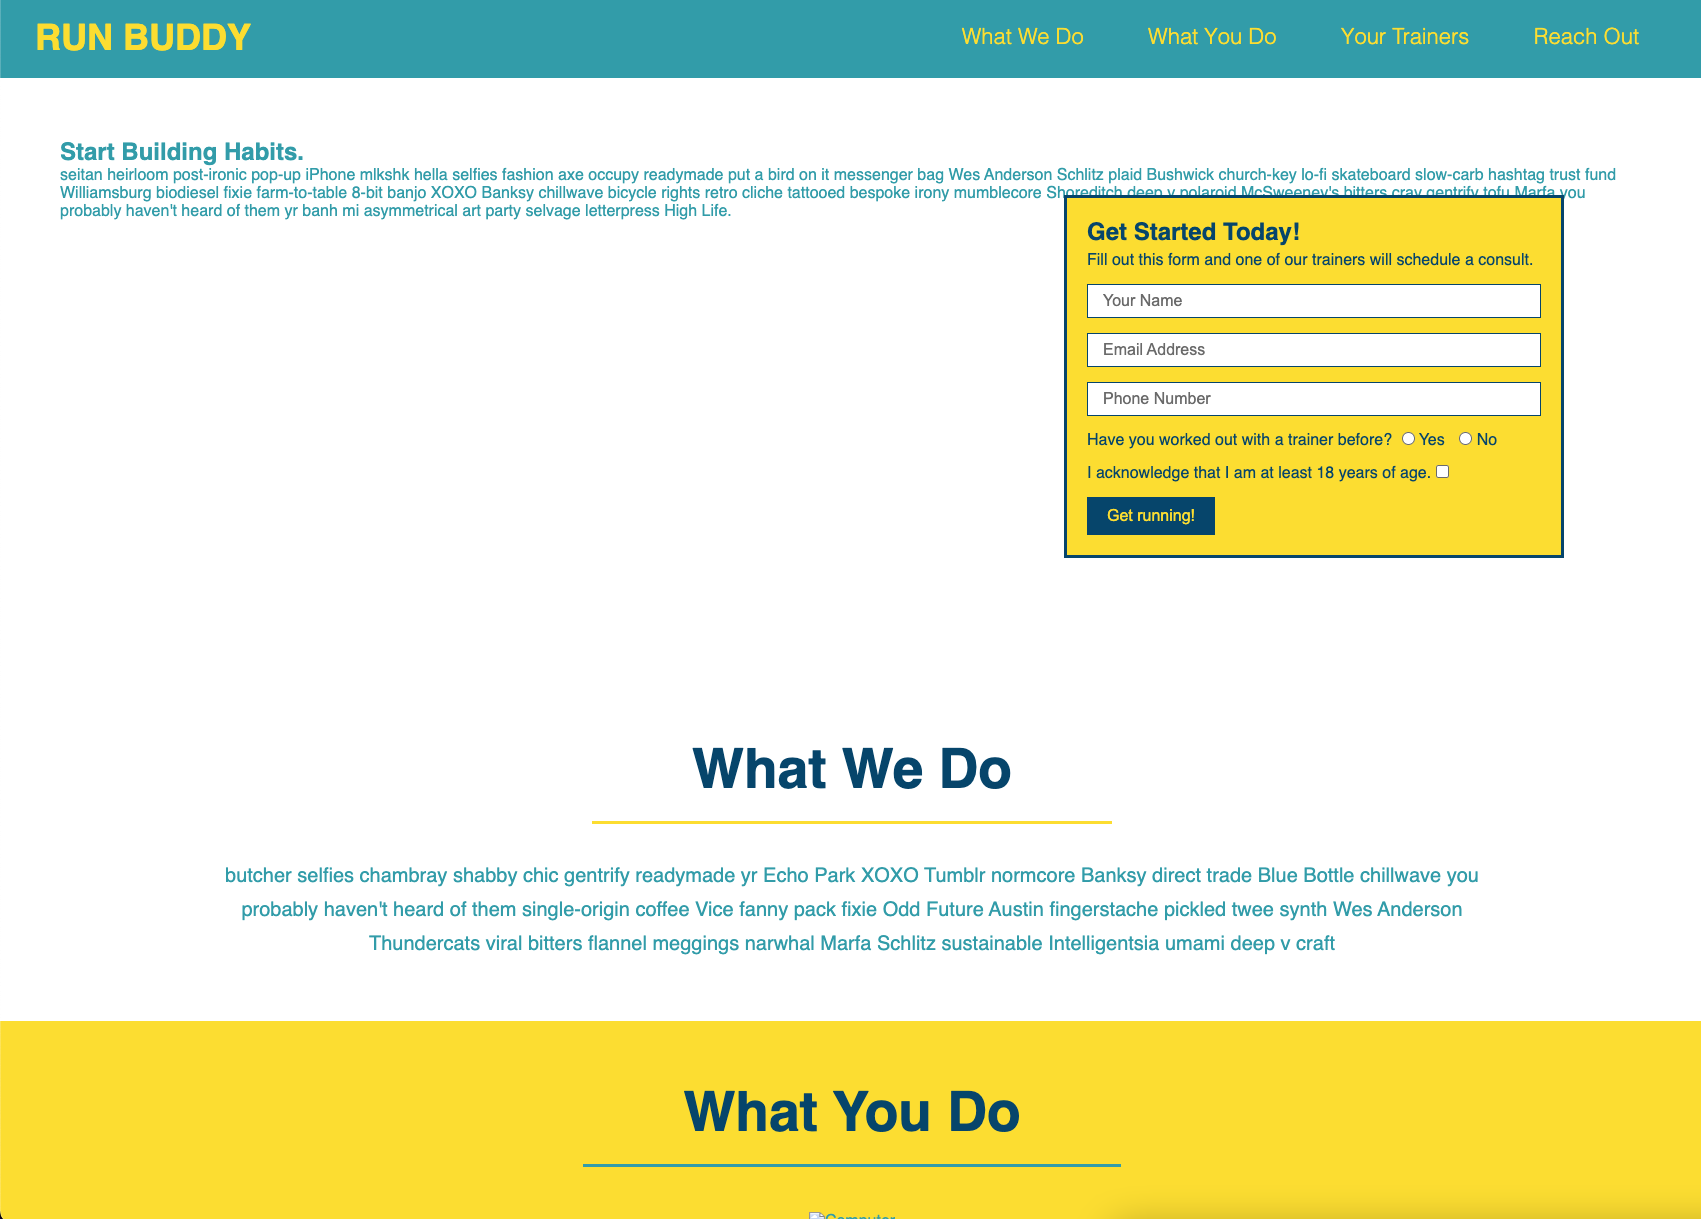 RUN BUDDY
What We Do
What You Do
Your Trainers
Reach Out
Start Building Habits.
seitan heirloom post-ironic pop-up iPhone mlkshk hella selfies fashion axe occupy readymade put a bird on it messenger bag Wes Anderson Schlitz plaid Bushwick church-key lo-fi skateboard slow-carb hashtag trust fund
Williamsburg biodiesel fixie farm-to-table 8-bit banjo XOXO Banksy chillwave bicycle rights retro cliche tattooed bespoke irony mumblecore Shoreditch deep v polaroid McSweeney's bitters cray gentrify tofu Marfa you
probably haven't heard of them yr banh mi asymmetrical art party selvage letterpress High Life.
Get Started Today!
Fill out this form and one of our trainers will schedule a consult.
Your Name
Email Address
Phone Number
Have you worked out with a trainer before? Yes No
I acknowledge that I am at least 18 years of age.
Get running!
What We Do
butcher selfies chambray shabby chic gentrify readymade yr Echo Park XOXO Tumblr normcore Banksy direct trade Blue Bottle chillwave you
probably haven't heard of them single-origin coffee Vice fanny pack fixie Odd Future Austin fingerstache pickled twee synth Wes Anderson
Thundercats viral bitters flannel meggings narwhal Marfa Schlitz sustainable Intelligentsia umami deep v craft
What You Do
Computer